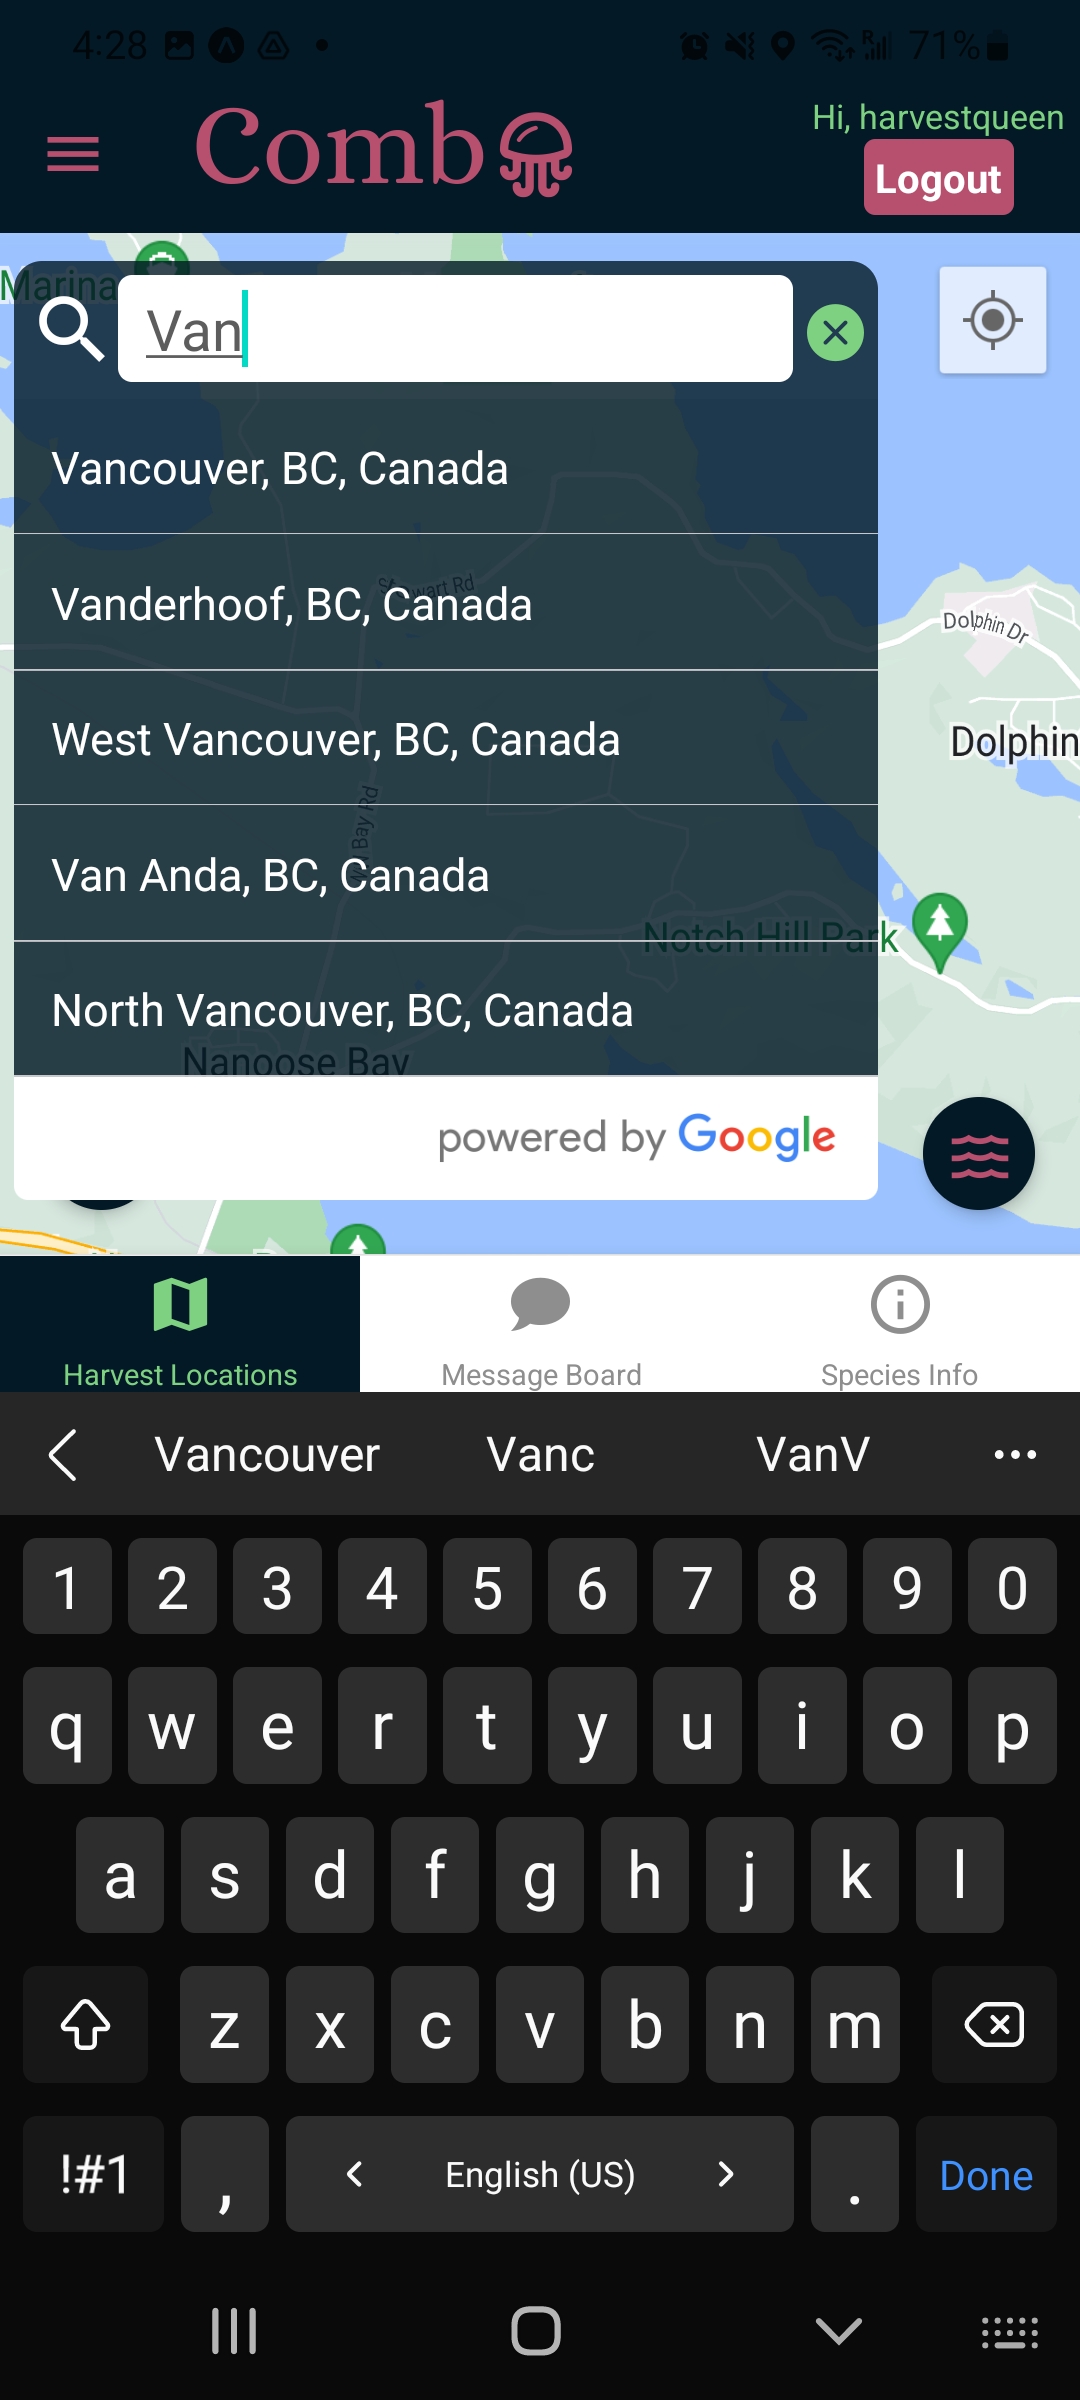 4:28
71%
Comb
Hi, harvestqueen
Logout
Marina
Van
Vancouver, BC, Canada
Vanderhoof, BC, Canada
Stewart Rd
Dolphin Dr
West Vancouver, BC, Canada
Dolphin
NW Bay Rd
Van Anda, BC, Canada
Notch Hill Park
North Vancouver, BC, Canada
Nanoose Bay
powered by Google
Harvest Locations
Message Board
Species Info
Vancouver Vanc VanV
1 2 3 4 5 6 7 8 9 0
q w e r t y u i o p
a s d f g h j k l
z x c v b n m
!#1 , English (US) . Done